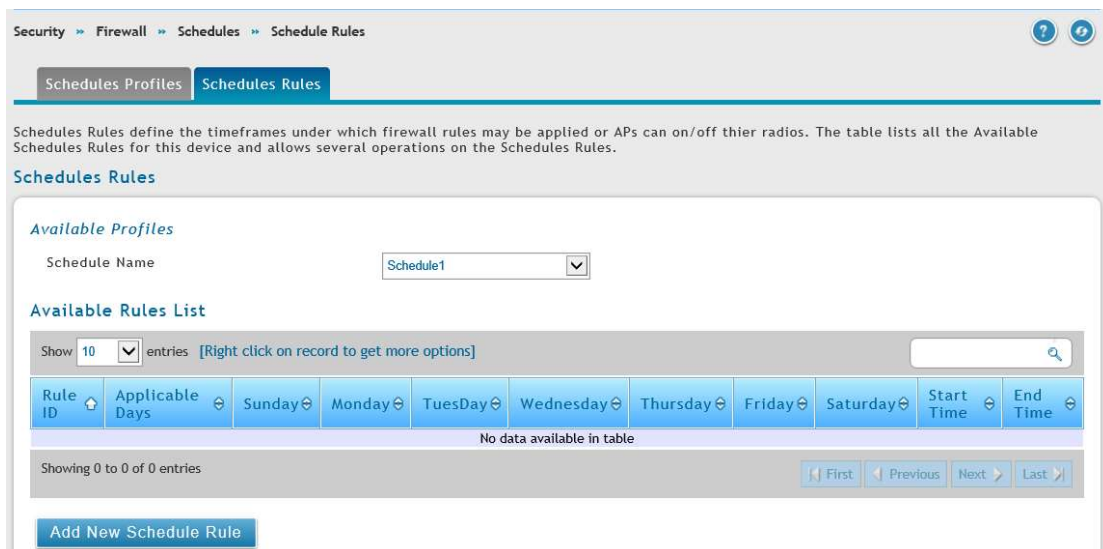 Security » Firewall » Schedules » Schedule Rules
?
Schedules Profiles Schedules Rules
Schedules Rules define the timeframes under which firewall rules may be applied or APs can on/off thier radios. The table lists all the Available
Schedules Rules for this device and allows several operations on the Schedules Rules.
Schedules Rules
Available Profiles
Schedule Name Schedule1
Available Rules List
Show 10 entries [Right click on record to get more options]
Rule ID Applicable Days Sunday Monday TuesDay Wednesday Thursday Friday Saturday Start Time End Time
No data available in table
Showing 0 to 0 of 0 entries First Previous Next Last
Add New Schedule Rule